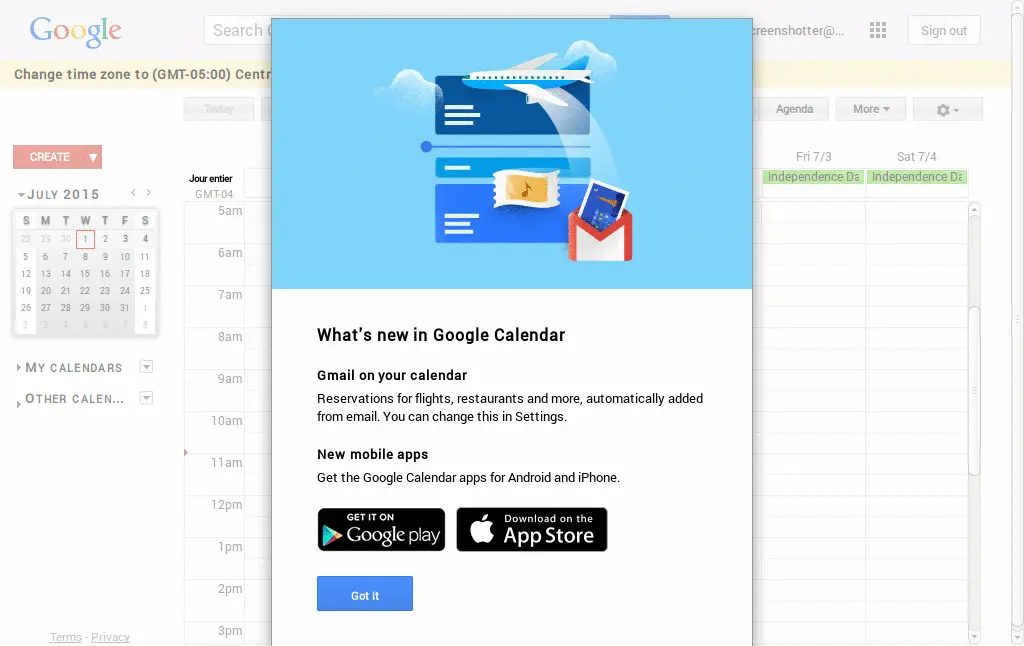 Google
Search
creenshotter@...
Sign out
Change time zone to (GMT-05:00) Centr
Today
Agenda
More
CREATE
JULY 2015
S M T W T F S
23 29 30 1 2 3 4
5 6 7 8 9 10 11
12 13 14 15 16 17 18
19 20 21 22 23 24 25
26 27 28 29 30 31 1
2 3 4 5 6 7 8
MY CALENDARS
OTHER CALEN...
Terms - Privacy
Fri 7/3
Sat 7/4
Jour entier
GMT-04
Independence Da
Independence Da
5am
6am
7am
8am
9am
10am
11am
12pm
1pm
2pm
3pm
What's new in Google Calendar
Gmail on your calendar
Reservations for flights, restaurants and more, automatically added
from email. You can change this in Settings.
New mobile apps
Get the Google Calendar apps for Android and iPhone.
GET IT ON
Google play
Download on the
App Store
Got it